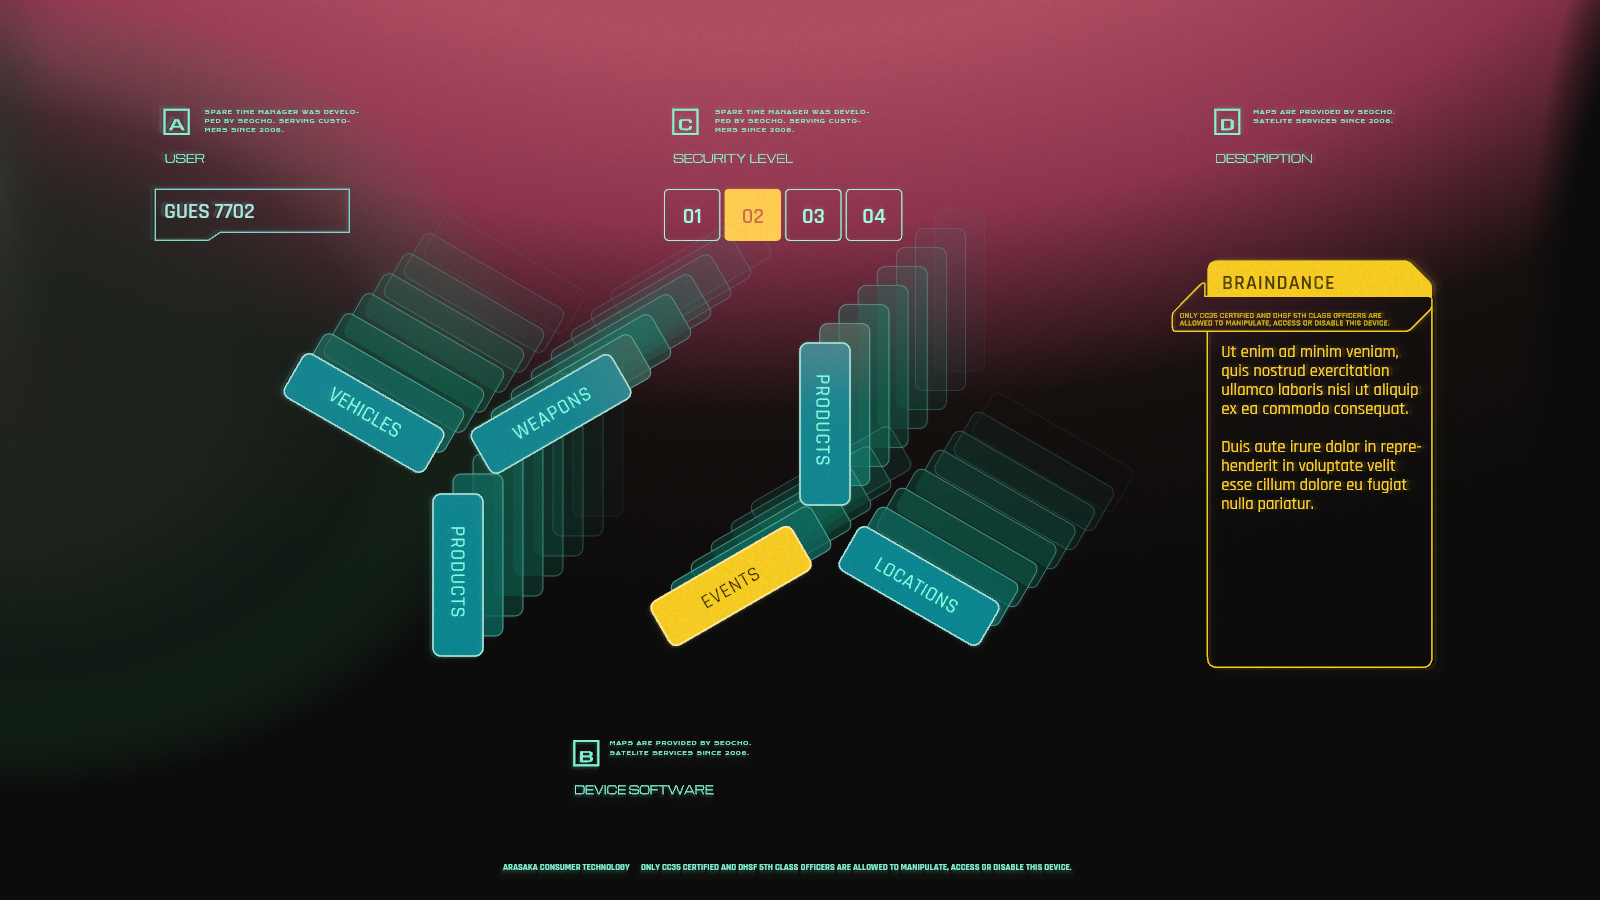 A
SPARE TIME MANAGER WAS DEVELO-
PED BY SEOCHO. SERVING CUSTO-
MERS SINCE 2006.
USER
GUES 7702
C
SPARE TIME MANAGER WAS DEVELO-
PED BY SEOCHO. SERVING CUSTO-
MERS SINCE 2006.
SECURITY LEVEL
01 02 03 04
D
MAPS ARE PROVIDED BY SEOCHO.
SATELITE SERVICES SINCE 2006.
DESCRIPTION
VEHICLES
WEAPONS
PRODUCTS
PRODUCTS
EVENTS
LOCATIONS
BRAINDANCE
ONLY CC35 CERTIFIED AND DHSF 5TH CLASS OFFICERS ARE
ALLOWED TO MANIPULATE, ACCESS OR DISABLE THIS DEVICE.
Ut enim ad minim veniam,
quis nostrud exercitation
ullamco laboris nisi ut aliquip
ex ea commodo consequat.
Duis aute irure dolor in repre-
henderit in voluptate velit
esse cillum dolore eu fugiat
nulla pariatur.
B
MAPS ARE PROVIDED BY SEOCHO.
SATELITE SERVICES SINCE 2006.
DEVICE SOFTWARE
ARASAKA CONSUMER TECHNOLOGY ONLY CC35 CERTIFIED AND DHSF 5TH CLASS OFFICERS ARE ALLOWED TO MANIPULATE, ACCESS OR DISABLE THIS DEVICE.